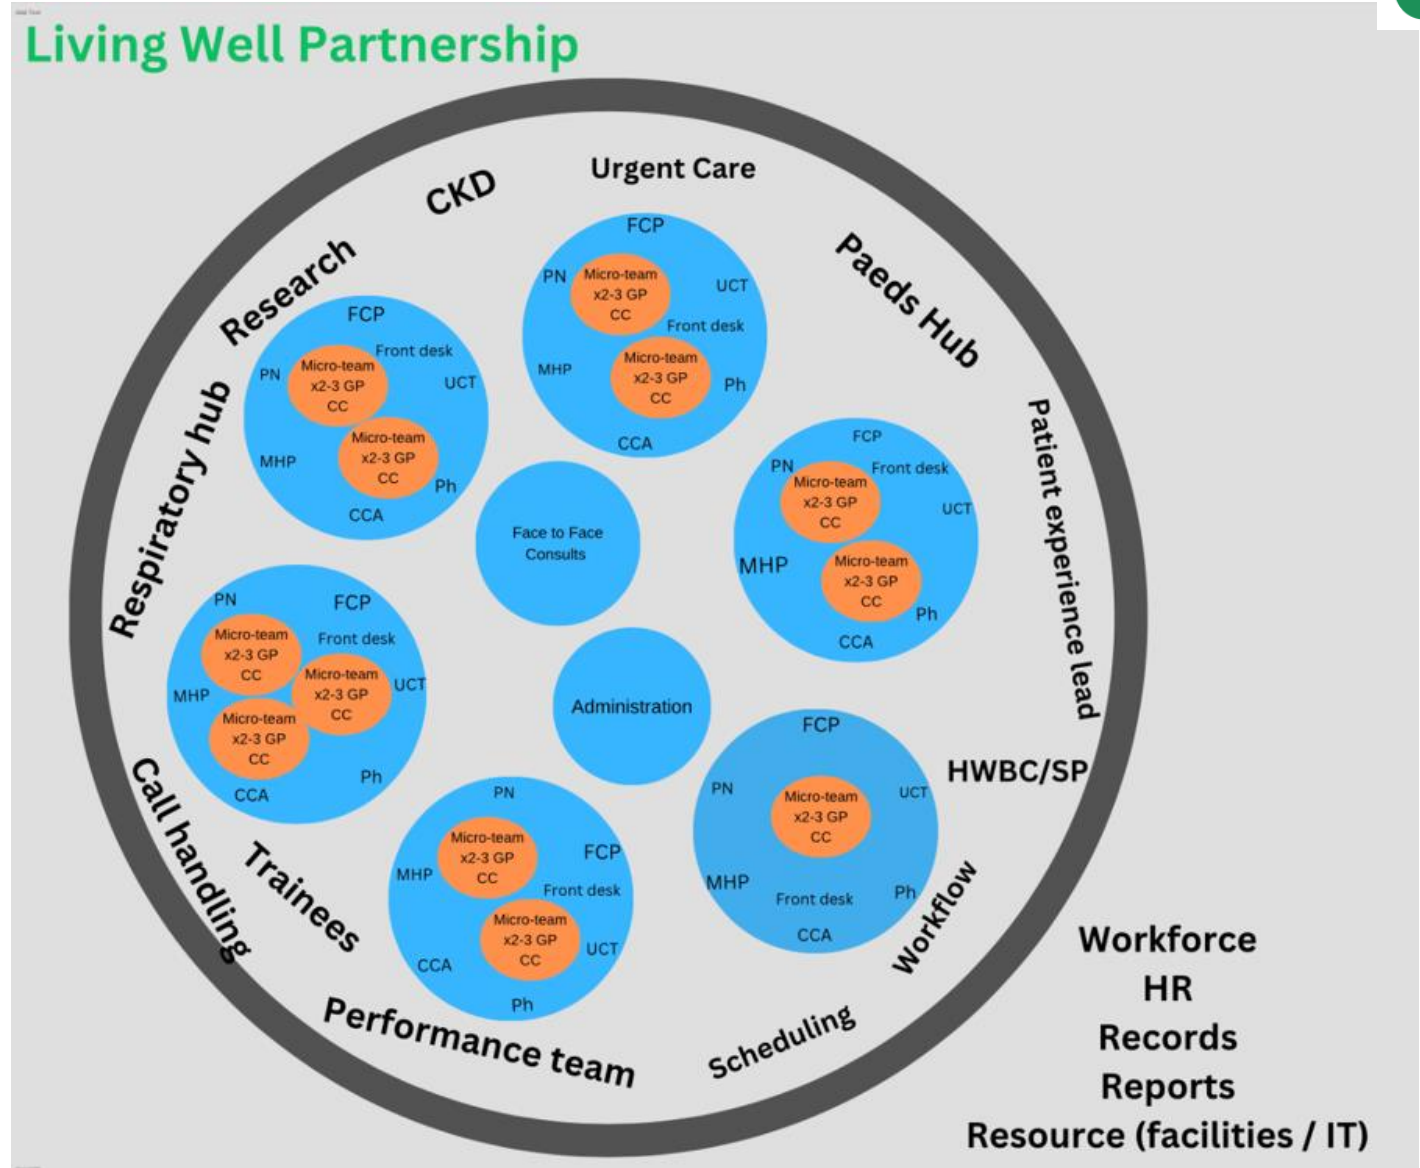 Living Well Partnership
CKD
Urgent Care
Research
Paeds Hub
Respiratory hub
Patient experience lead
FCP
PN
Micro-team
x2-3 GP
CC
UCT
Front desk
Micro-team
x2-3 GP
CC
MHP
Ph
CCA
FCP
Front desk
PN
Micro-team
x2-3 GP
CC
UCT
Micro-team
x2-3 GP
CC
MHP
Ph
CCA
FCP
PN
Front desk
Micro-team
x2-3 GP
CC
UCT
MHP
Micro-team
x2-3 GP
CC
Ph
CCA
Face to Face
Consults
Administration
PN
FCP
Micro-team
x2-3 GP
CC
Front desk
Micro-team
x2-3 GP
CC
UCT
MHP
Micro-team
x2-3 GP
CC
Ph
CCA
FCP
PN
UCT
Micro-team
x2-3 GP
CC
MHP
Front desk
Ph
CCA
PN
Micro-team
x2-3 GP
CC
FCP
MHP
Front desk
Micro-team
x2-3 GP
CC
UCT
CCA
Ph
HWBC/SP
Call handling
Trainees
Workflow
Performance team
Scheduling
Workforce
HR
Records
Reports
Resource (facilities / IT)